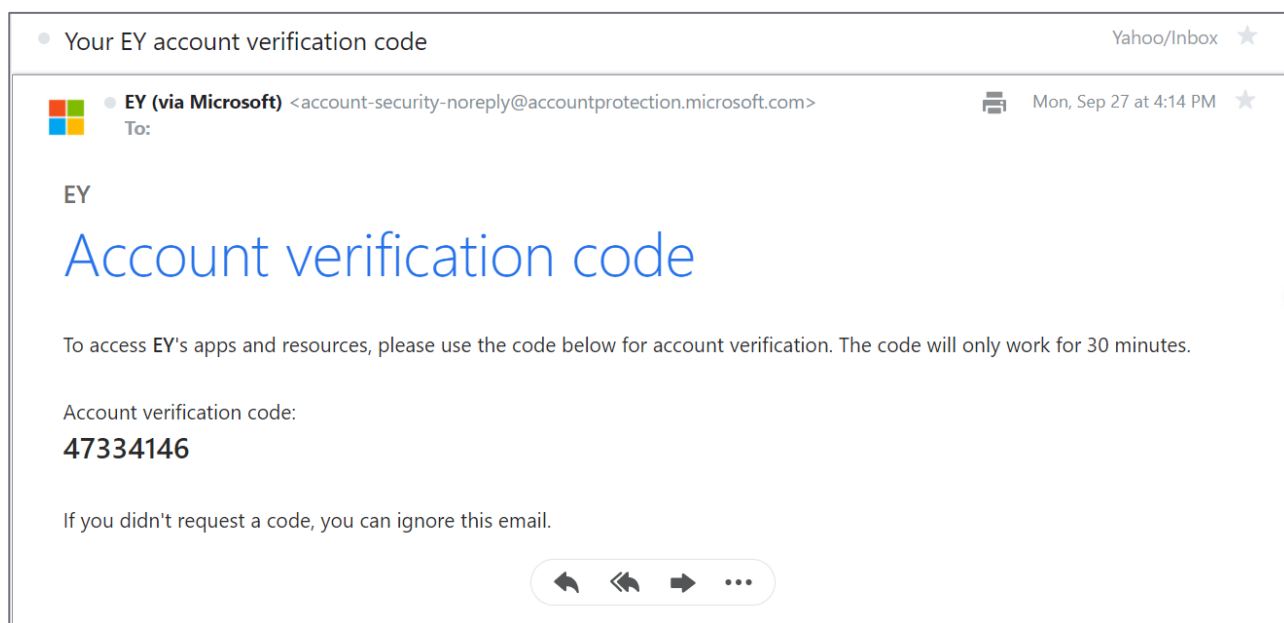 Your EY account verification code
Yahoo/Inbox
EY (via Microsoft) <account-security-noreply@accountprotection.microsoft.com>
Mon, Sep 27 at 4:14 PM
To:
EY
Account verification code
To access EY's apps and resources, please use the code below for account verification. The code will only work for 30 minutes.
Account verification code:
47334146
If you didn't request a code, you can ignore this email.